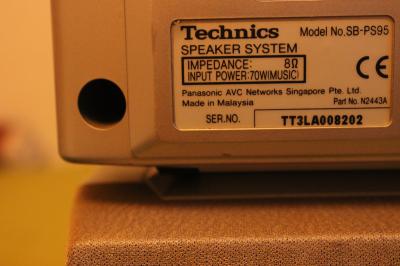 Technics Model No.SB-PS95
SPEAKER SYSTEM
IMPEDANCE: 8Ω
INPUT POWER:70W(MUSIC)
CE
Panasonic AVC Networks Singapore Pte. Ltd.
Made in Malaysia Part No. N2443A
SER.NO. TT3LA008202